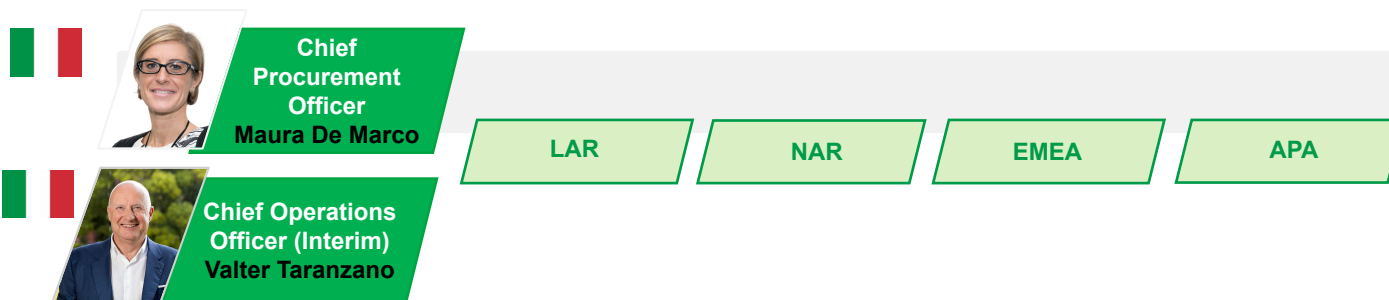 Chief
Procurement
Officer
Maura De Marco
LAR
NAR
EMEA
APA
Chief Operations
Officer (Interim)
Valter Taranzano